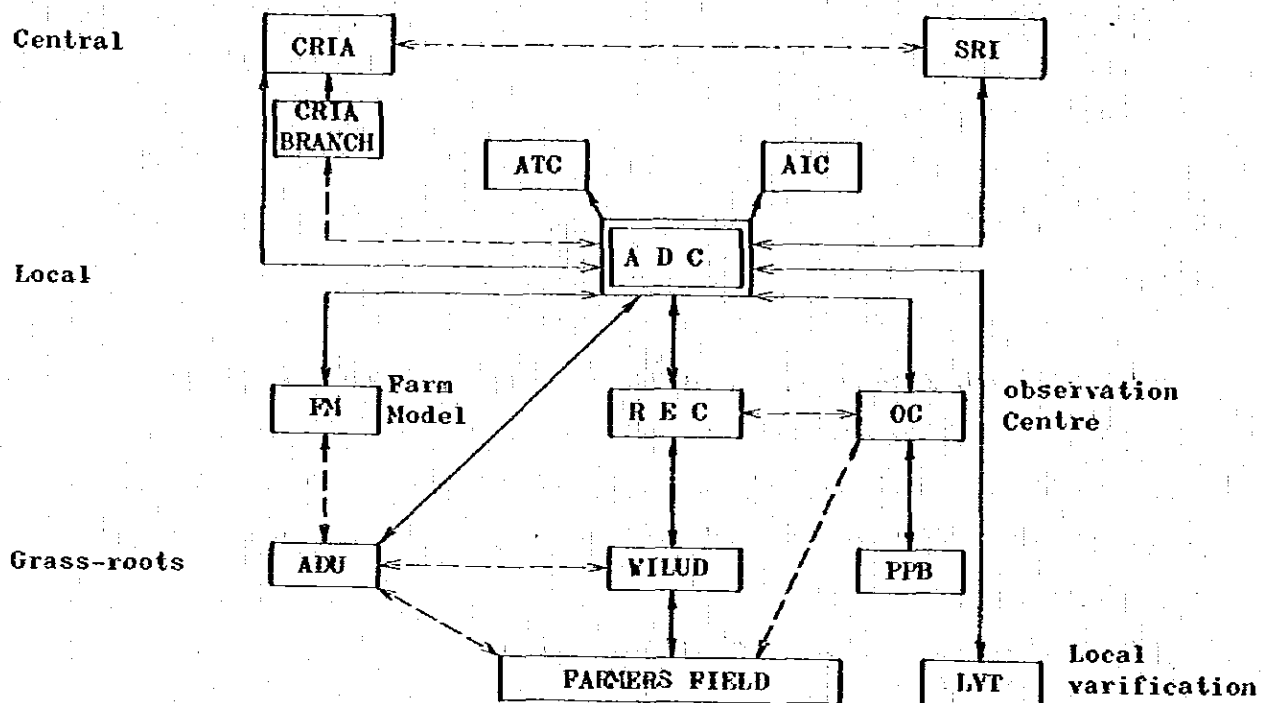 Central
CRIA
SRI
CRIA
BRANCH
ATC
AIC
A D C
Local
FM
Farm
Model
R E C
OC
observation
Centre
Grass-roots
ADU
WILUD
PPB
FARMERS FIELD
LVT
Local
varification